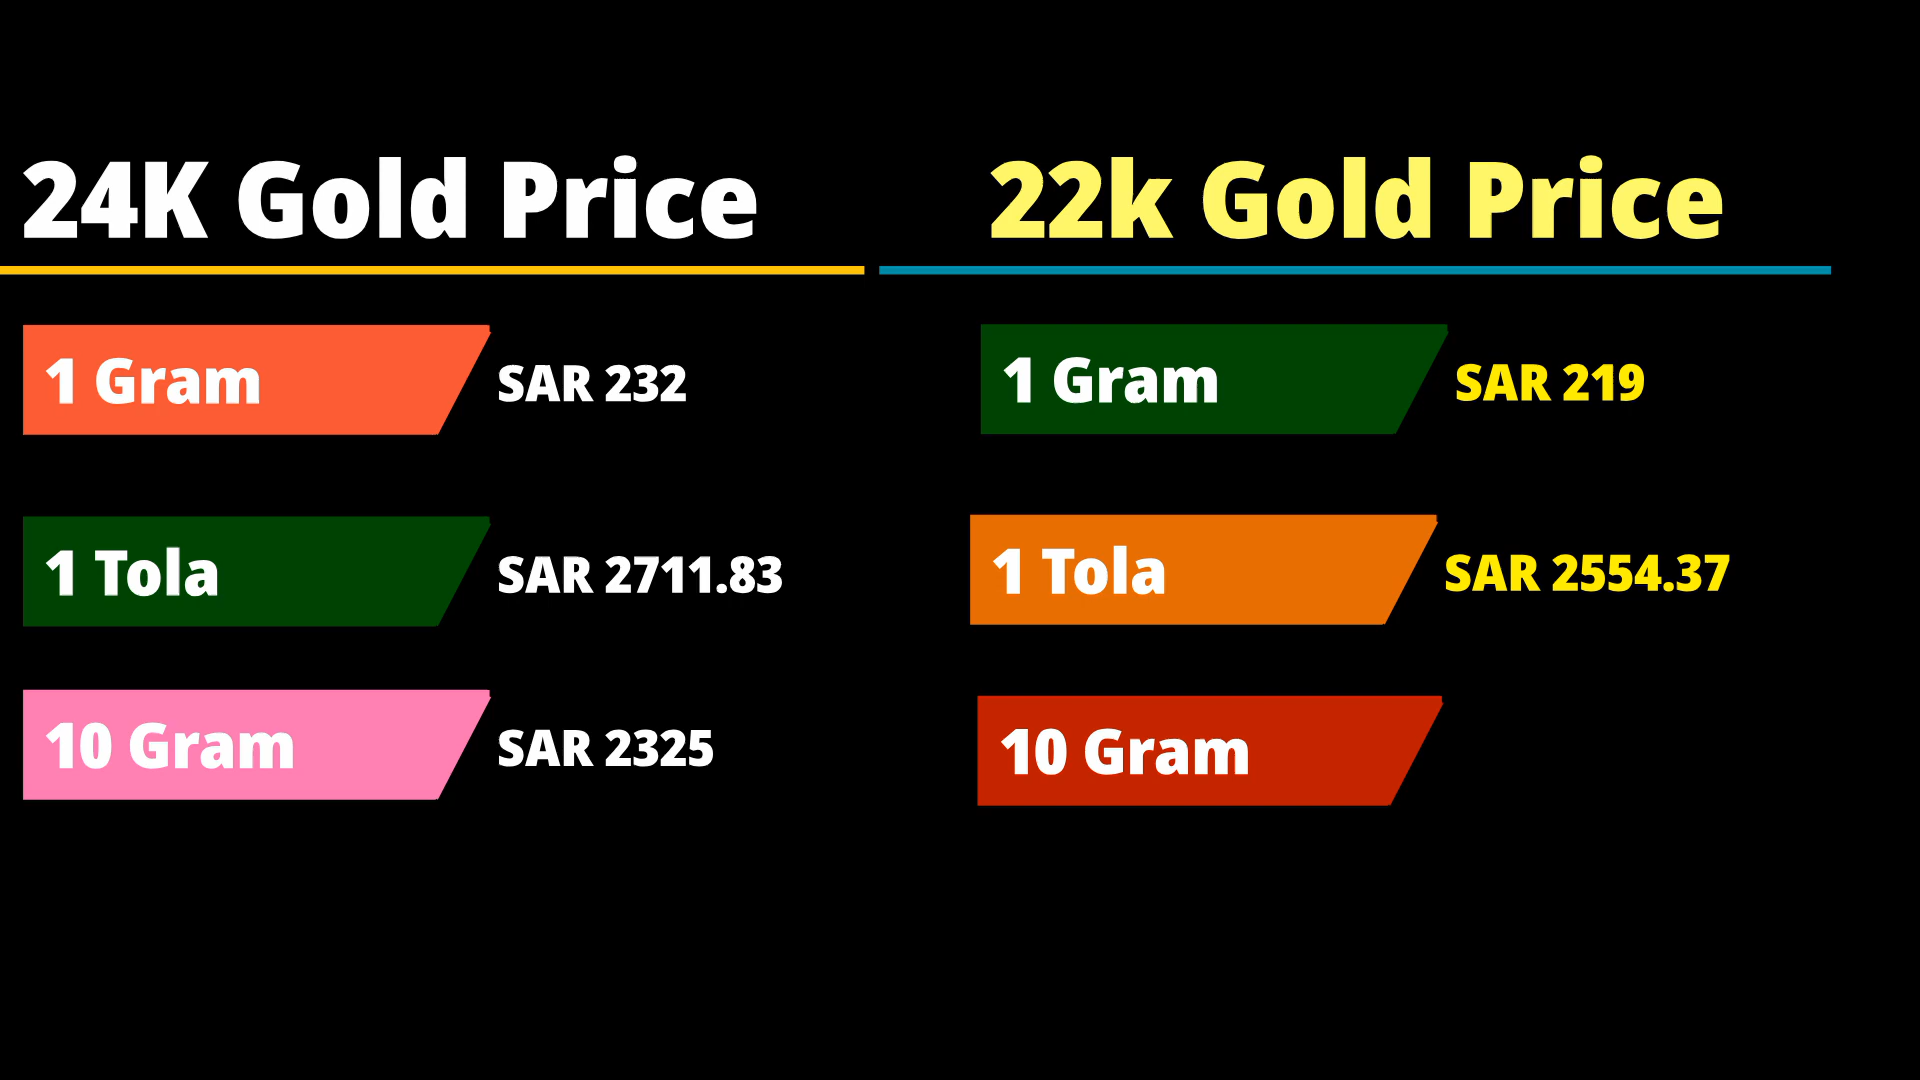 24K Gold Price
1 Gram SAR 232
1 Tola SAR 2711.83
10 Gram SAR 2325
22k Gold Price
1 Gram SAR 219
1 Tola SAR 2554.37
10 Gram